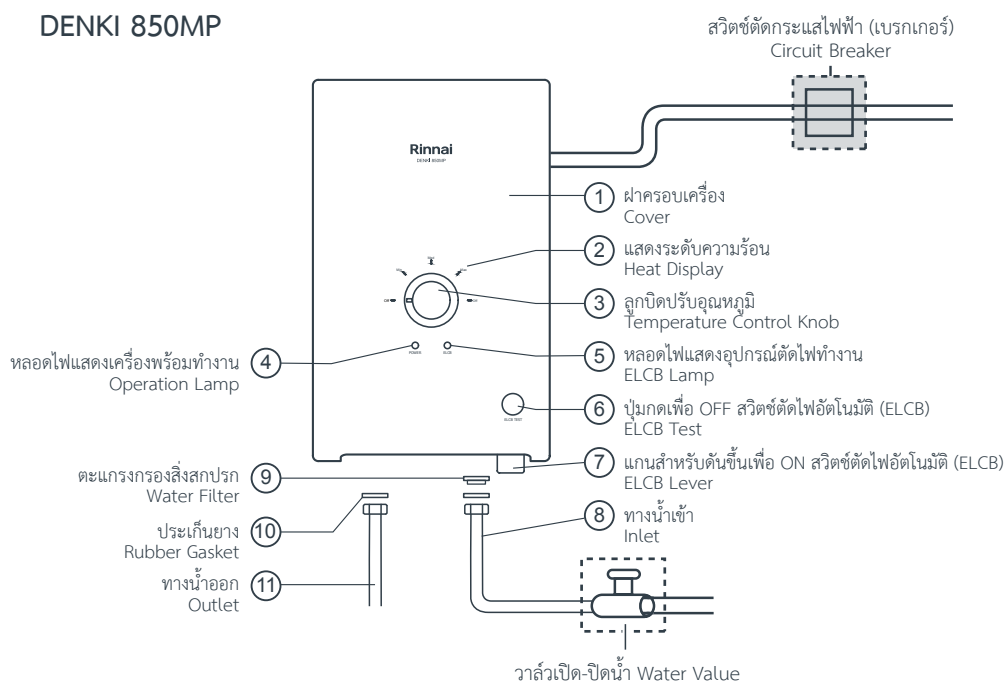 DENKI 850MP
สวิตช์ตัดกระแสไฟฟ้า (เบรกเกอร์)
Circuit Breaker
Rinnai
DENKI 850MP
1
ฝาครอบเครื่อง
Cover
2
แสดงระดับความร้อน
Heat Display
3
ลูกบิดปรับอุณหภูมิ
Temperature Control Knob
POWER
ELCB
หลอดไฟแสดงเครื่องพร้อมทำงาน
Operation Lamp
4
5
หลอดไฟแสดงอุปกรณ์ตัดไฟทำงาน
ELCB Lamp
ELCB TEST
6
ปุ่มกดเพื่อ OFF สวิตช์ตัดไฟอัตโนมัติ (ELCB)
ELCB Test
7
แกนสำหรับดันขึ้นเพื่อ ON สวิตช์ตัดไฟอัตโนมัติ (ELCB)
ELCB Lever
ตะแกรงกรองสิ่งสกปรก
Water Filter
9
8
ทางน้ำเข้า
Inlet
ประเก็นยาง
Rubber Gasket
10
ทางน้ำออก
Outlet
11
วาล์วเปิด-ปิดน้ำ Water Value